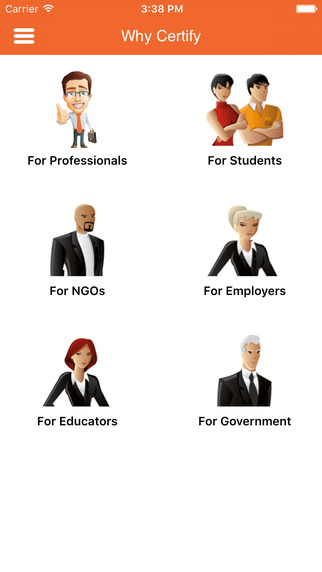 Carrier 3:38 PM
Why Certify
For Professionals For Students
For NGOs For Employers
For Educators For Government